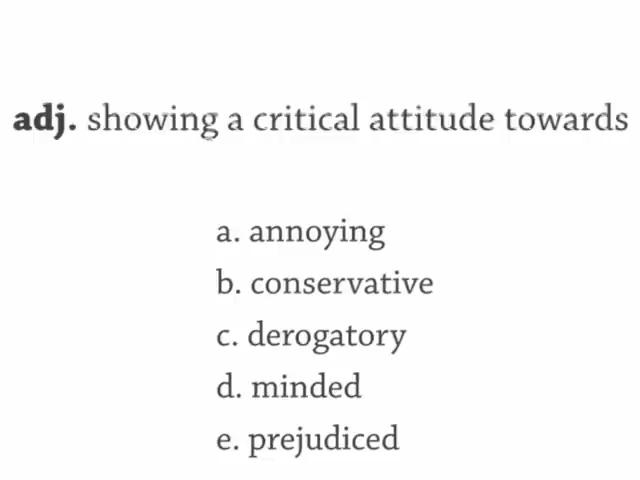 adj. showing a critical attitude towards
a. annoying
b. conservative
c. derogatory
d. minded
e. prejudiced